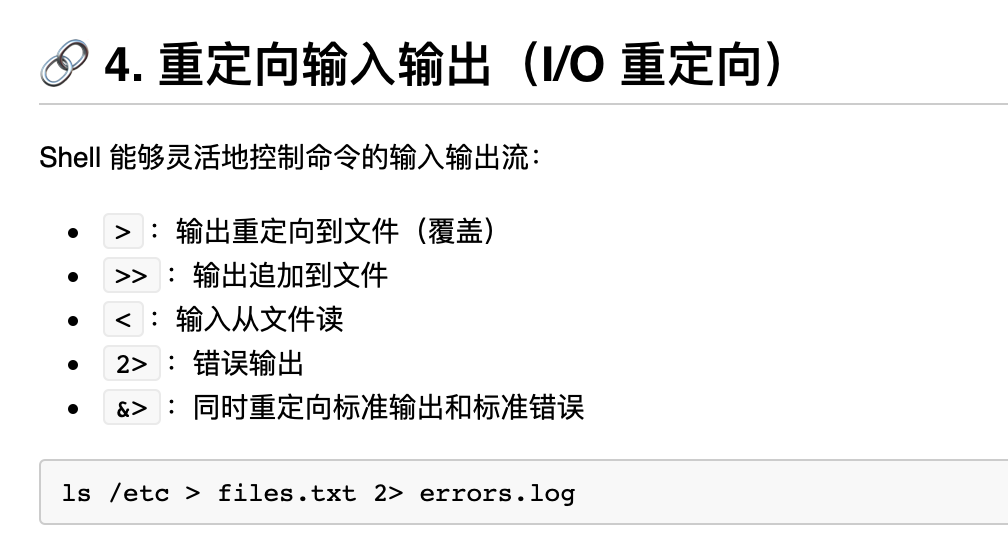 🔗 4. 重定向输入输出（I/O 重定向）
Shell 能够灵活地控制命令的输入输出流：
• > ：输出重定向到文件（覆盖）
• >> ：输出追加到文件
• < ：输入从文件读
• 2> ：错误输出
• &> ：同时重定向标准输出和标准错误
ls /etc > files.txt 2> errors.log